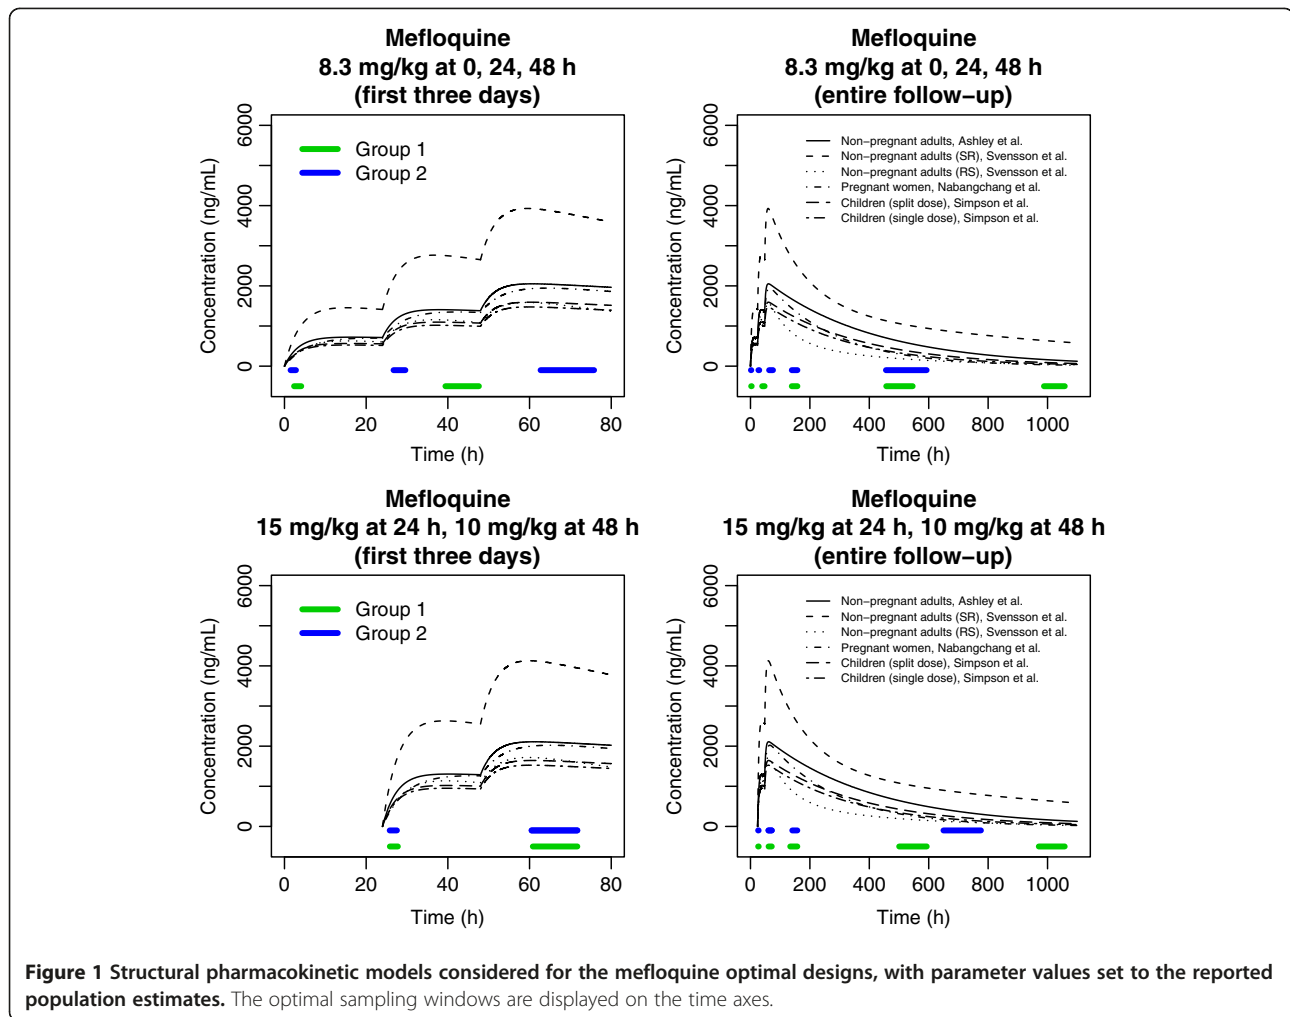 Mefloquine
8.3 mg/kg at 0, 24, 48 h
(first three days)
Concentration (ng/mL)
6000
4000
2000
0
Group 1
Group 2
0 20 40 60 80
Time (h)
Mefloquine
8.3 mg/kg at 0, 24, 48 h
(entire follow−up)
Concentration (ng/mL)
6000
4000
2000
0
Non−pregnant adults, Ashley et al.
Non−pregnant adults (SR), Svensson et al.
Non−pregnant adults (RS), Svensson et al.
Pregnant women, Nabangchang et al.
Children (split dose), Simpson et al.
Children (single dose), Simpson et al.
0 200 400 600 800 1000
Time (h)
Mefloquine
15 mg/kg at 24 h, 10 mg/kg at 48 h
(first three days)
Concentration (ng/mL)
6000
4000
2000
0
Group 1
Group 2
0 20 40 60 80
Time (h)
Mefloquine
15 mg/kg at 24 h, 10 mg/kg at 48 h
(entire follow−up)
Concentration (ng/mL)
6000
4000
2000
0
Non−pregnant adults, Ashley et al.
Non−pregnant adults (SR), Svensson et al.
Non−pregnant adults (RS), Svensson et al.
Pregnant women, Nabangchang et al.
Children (split dose), Simpson et al.
Children (single dose), Simpson et al.
0 200 400 600 800 1000
Time (h)
Figure 1 Structural pharmacokinetic models considered for the mefloquine optimal designs, with parameter values set to the reported
population estimates. The optimal sampling windows are displayed on the time axes.